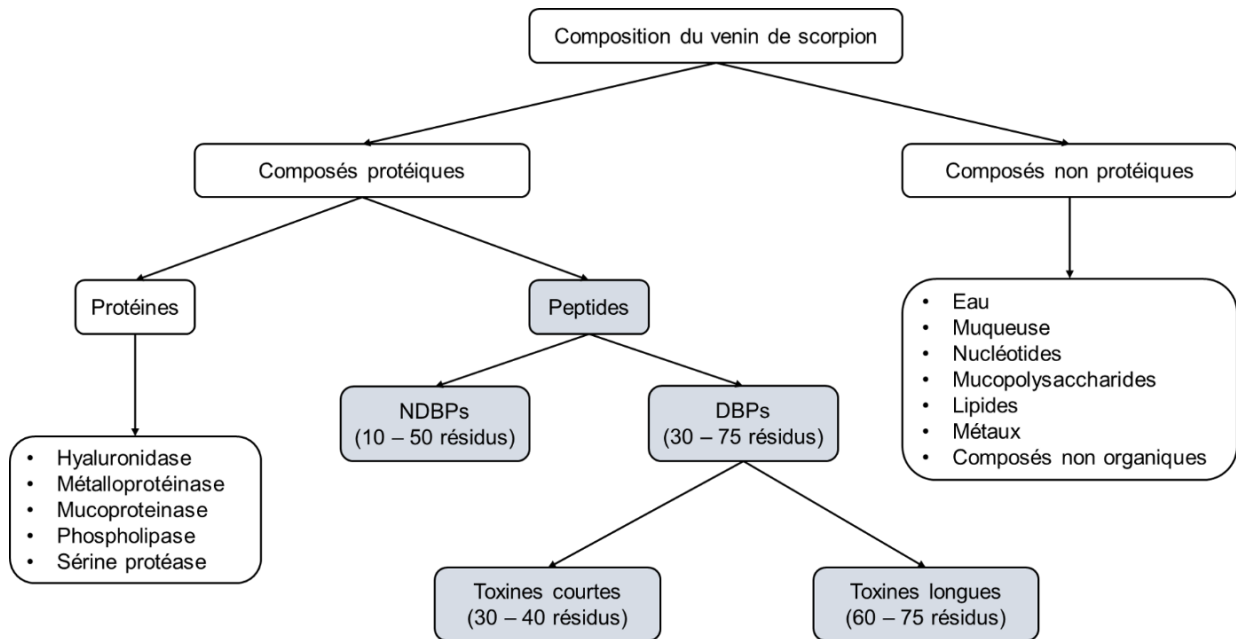 Composition du venin de scorpion
Composés protéiques
Composés non protéiques
Protéines
Peptides
• Eau
• Muqueuse
• Nucléotides
• Mucopolysaccharides
• Lipides
• Métaux
• Composés non organiques
NDBPs
(10 – 50 résidus)
DBPs
(30 – 75 résidus)
• Hyaluronidase
• Métalloprotéinase
• Mucoproteinase
• Phospholipase
• Sérine protéase
Toxines courtes
(30 – 40 résidus)
Toxines longues
(60 – 75 résidus)